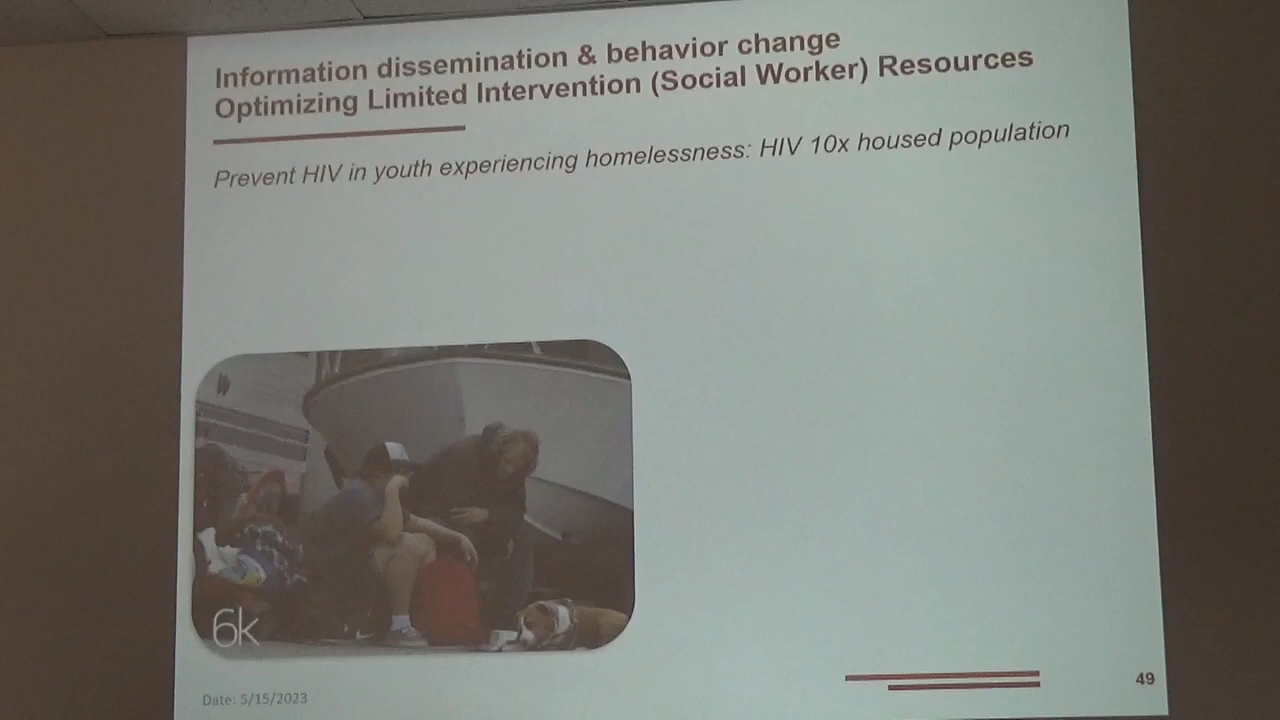 Information dissemination & behavior change
Optimizing Limited Intervention (Social Worker) Resources
Prevent HIV in youth experiencing homelessness: HIV 10x housed population
6k
Date: 5/15/2023
49